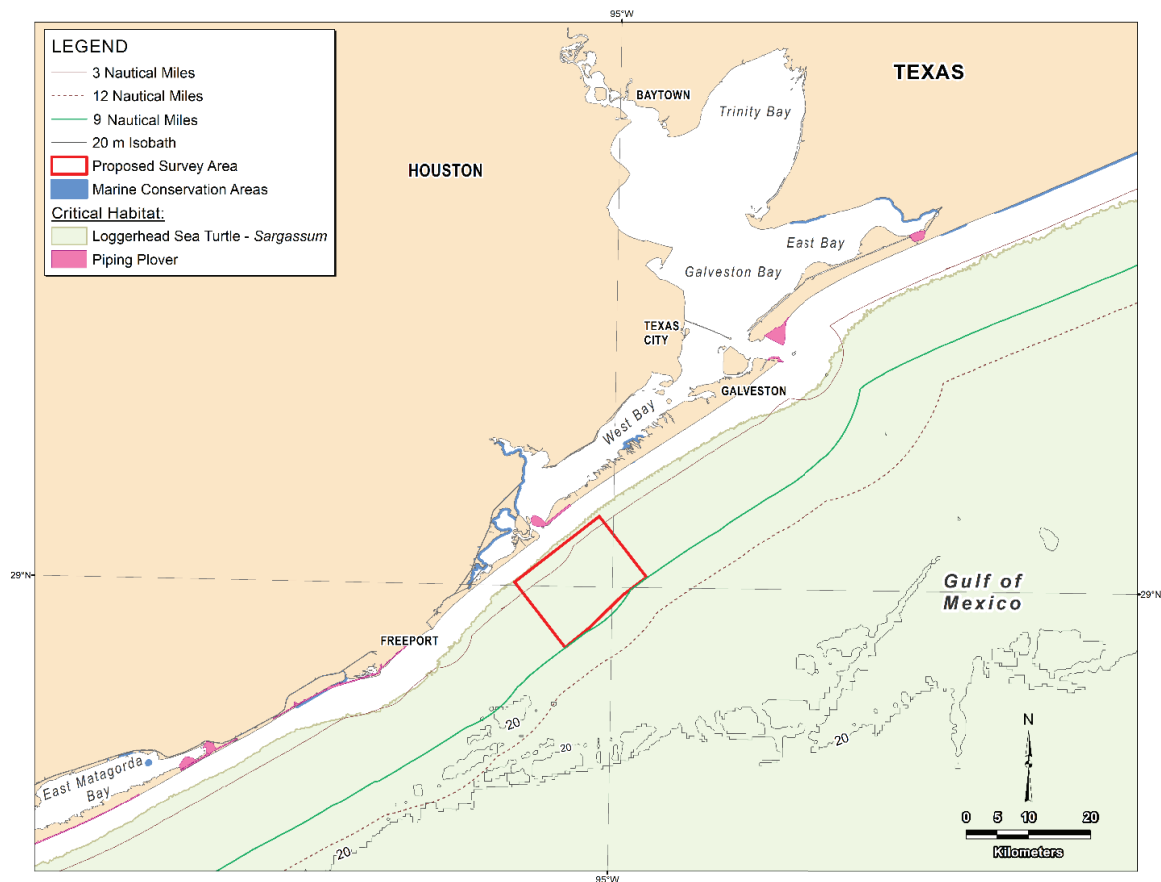 95°W
LEGEND
3 Nautical Miles
12 Nautical Miles
9 Nautical Miles
20 m Isobath
Proposed Survey Area
Marine Conservation Areas
Critical Habitat:
Loggerhead Sea Turtle - Sargassum
Piping Plover
TEXAS
BAYTOWN
Trinity Bay
HOUSTON
East Bay
Galveston Bay
TEXAS
CITY
GALVESTON
West Bay
29°N
29°N
Gulf of
Mexico
FREEPORT
20
20
20
East Matagorda
Bay
20
N
0 5 10 20
Kilometers
95°W